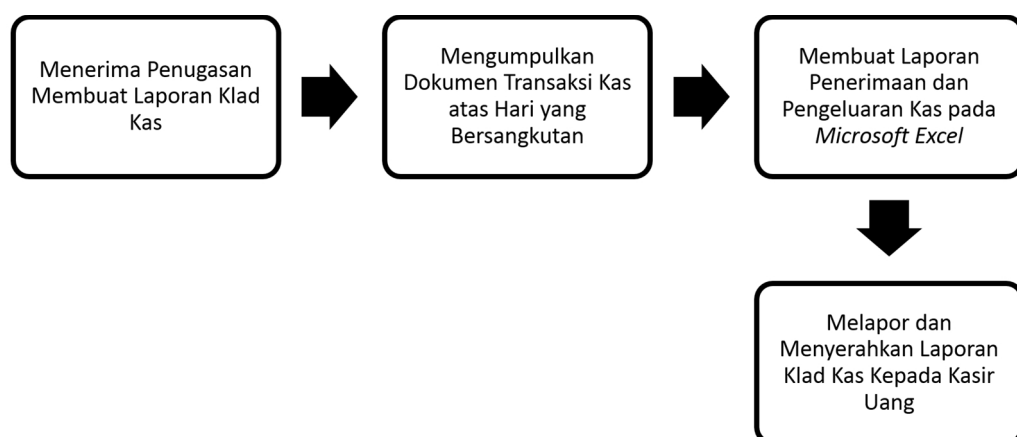 Menerima Penugasan
Membuat Laporan Klad
Kas
Mengumpulkan
Dokumen Transaksi Kas
atas Hari yang
Bersangkutan
Membuat Laporan
Penerimaan dan
Pengeluaran Kas pada
Microsoft Excel
Melapor dan
Menyerahkan Laporan
Klad Kas Kepada Kasir
Uang